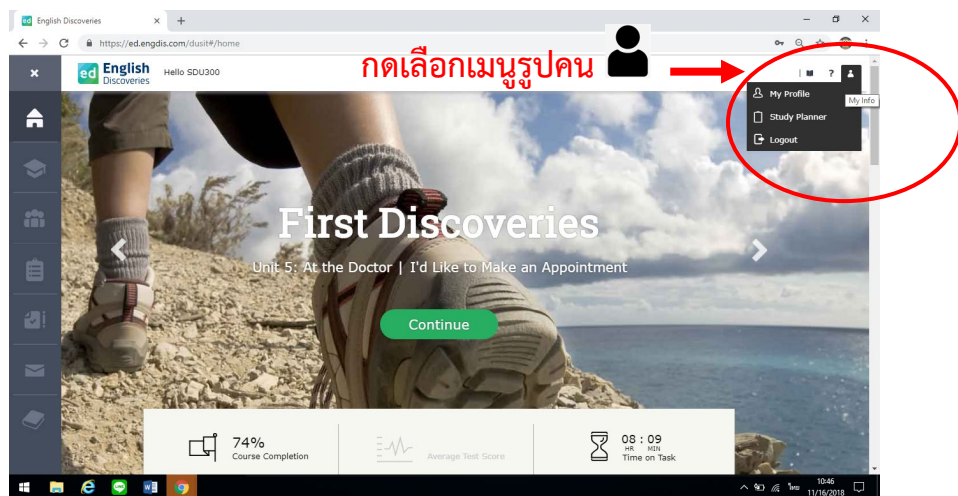 English Discoveries
https://ed.engdis.com/dusit#/home
ed English
Discoveries
Hello SDU300
กดเลือกเมนูรูปคน
?
My Profile
My Info
Study Planner
Logout
First Discoveries
Unit 5: At the Doctor | I'd Like to Make an Appointment
Continue
74%
Course Completion
Average Test Score
08 : 09
HR MIN
Time on Task
ไทย
10:46
11/16/2018